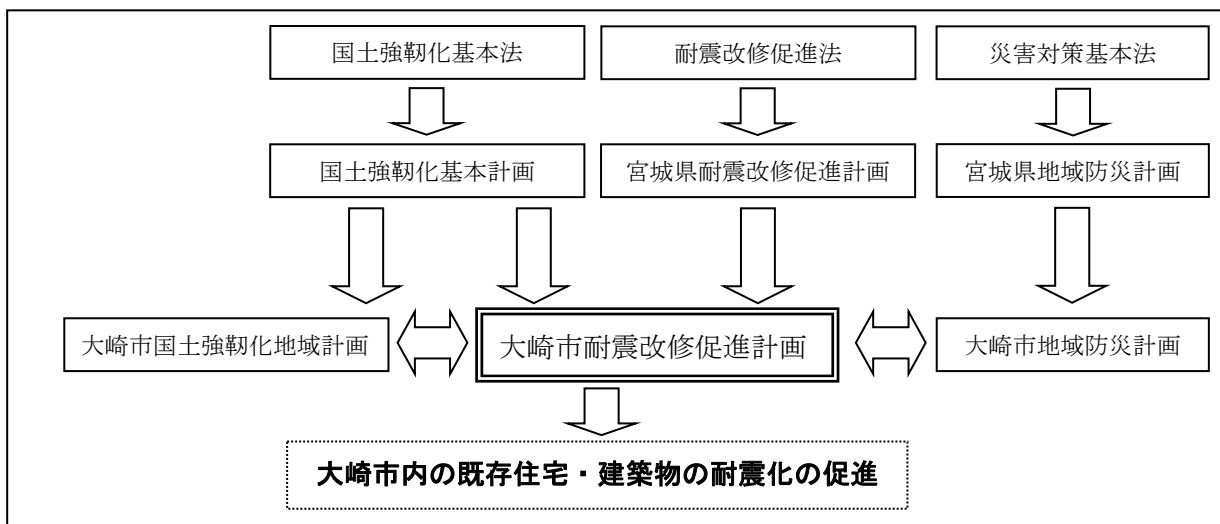 国土強靭化基本法
耐震改修促進法
災害対策基本法
国土強靭化基本計画
宮城県耐震改修促進計画
宮城県地域防災計画
大崎市国土強靭化地域計画
大崎市耐震改修促進計画
大崎市地域防災計画
大崎市内の既存住宅・建築物の耐震化の促進